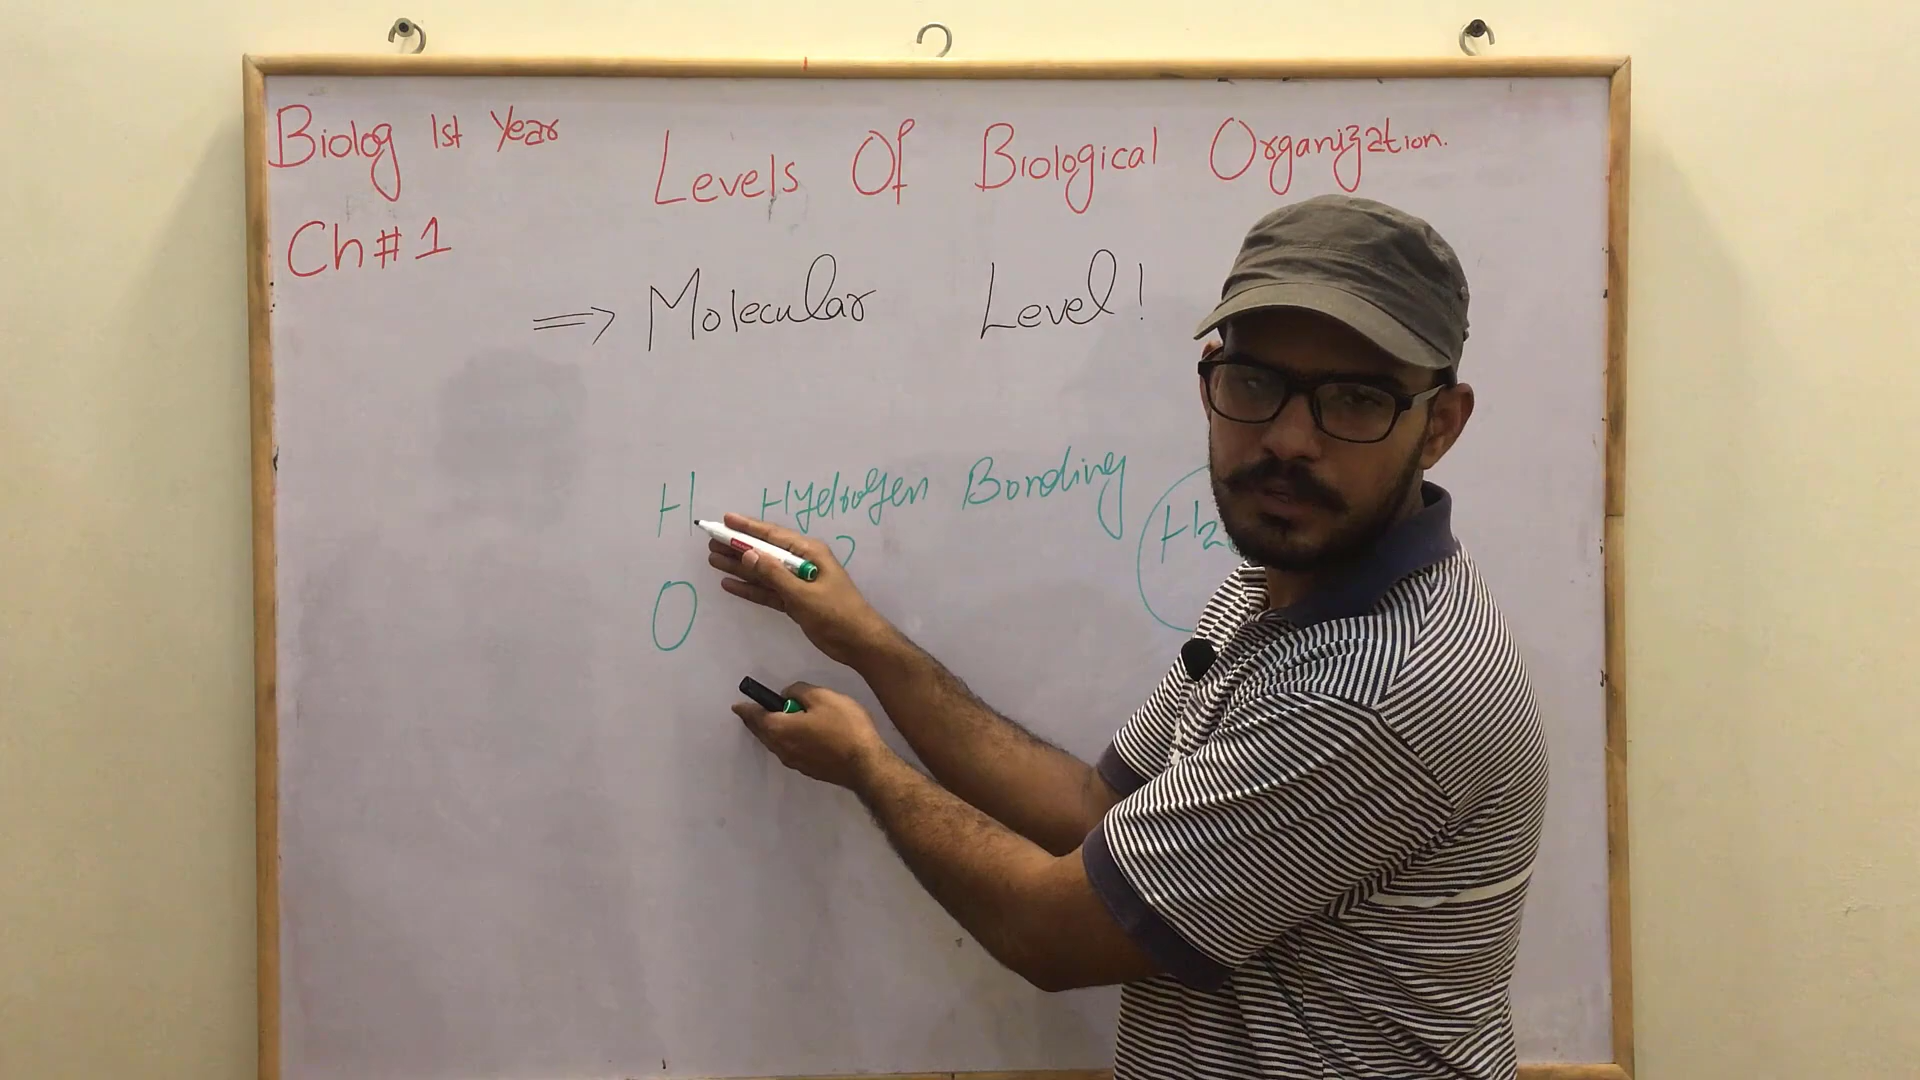 Biolog 1st Year
Levels Of Biological Organization.
Ch#1
⇒ Molecular Level!
H Hydrogen Bonding
H2
O